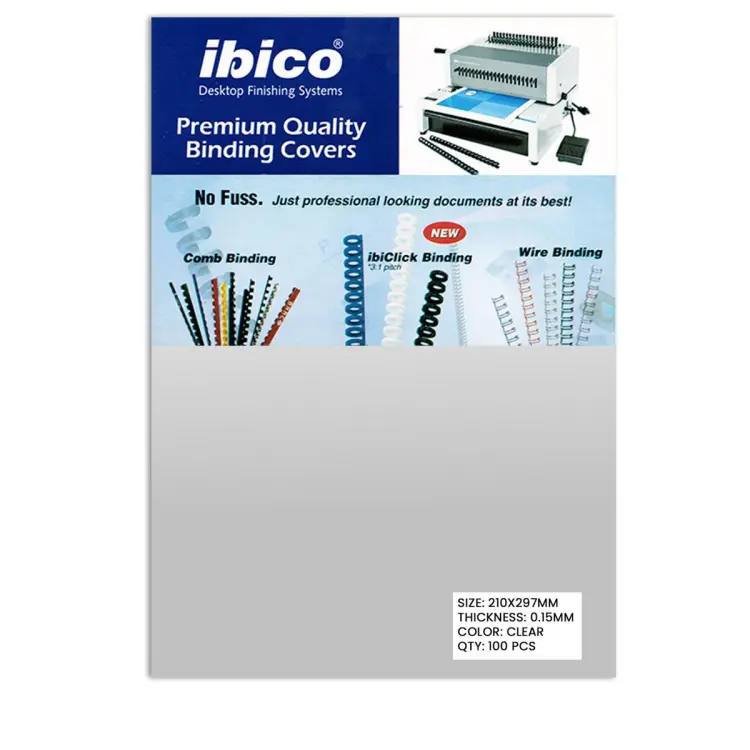 ibico®
Desktop Finishing Systems
Premium Quality
Binding Covers
No Fuss. Just professional looking documents at its best!
NEW
Comb Binding
ibiClick Binding
Wire Binding
*3:1 pitch
SIZE: 210X297MM
THICKNESS: 0.15MM
COLOR: CLEAR
QTY: 100 PCS